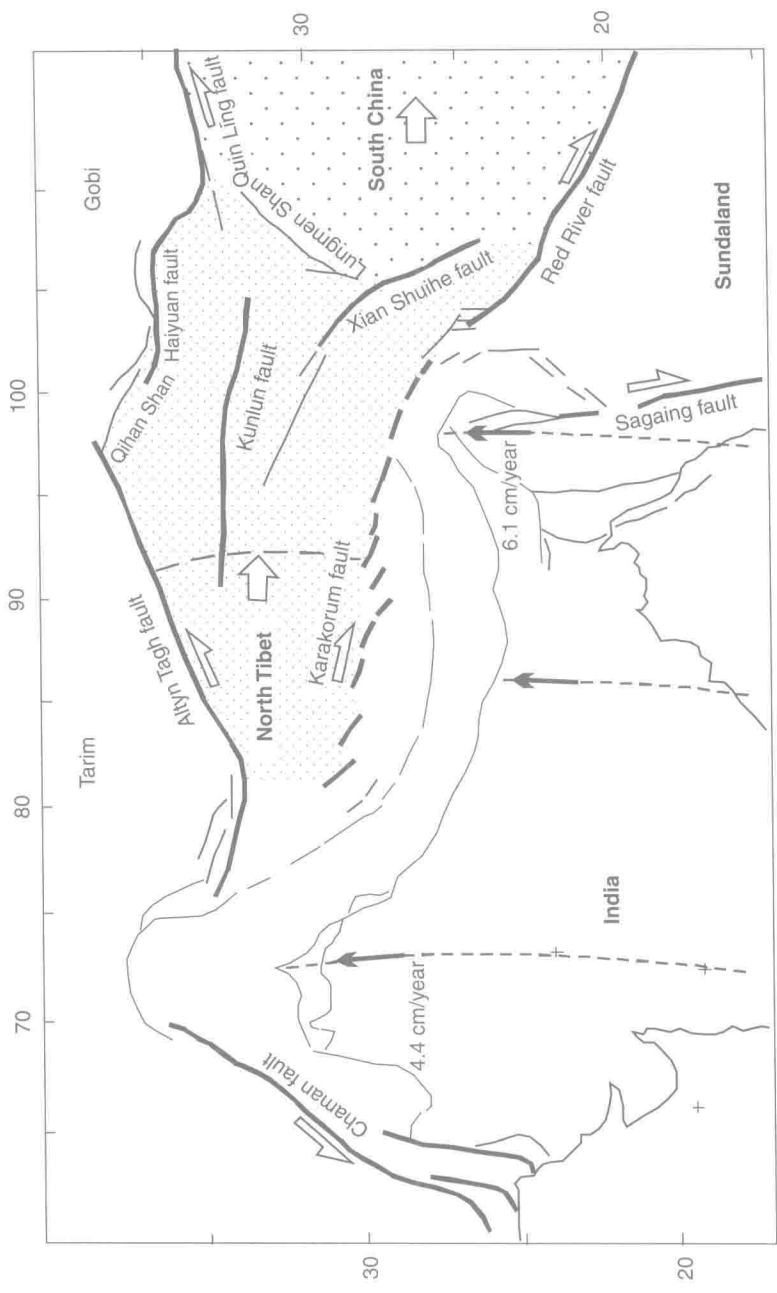 70
80
90
100
30
20
30
20
Tarim
Gobi
Qihan Shan
Haiyuan fault
Quin Ling fault
Altyn Tagh fault
Kunlun fault
Lungmen Shan
South China
North Tibet
Karakorum fault
Xian Shuihe fault
Red River fault
Chaman fault
4.4 cm/year
6.1 cm/year
Sagaing fault
India
Sundaland